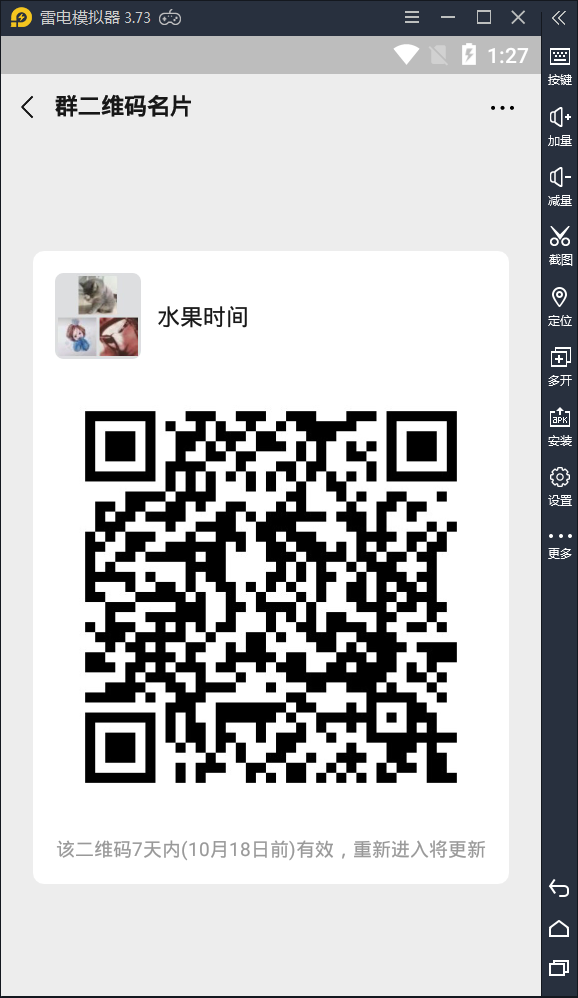 雷电模拟器 3.73
1:27
群二维码名片
水果时间
该二维码7天内(10月18日前)有效，重新进入将更新
按键
加量
减量
截图
定位
多开
APK
安装
设置
更多